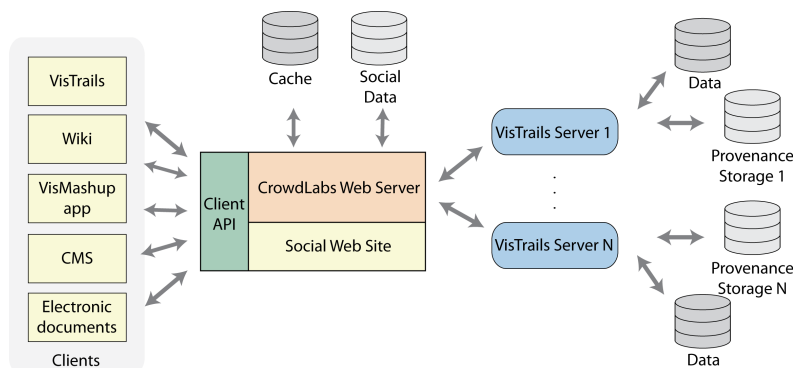 VisTrails
Wiki
VisMashup
app
CMS
Electronic
documents
Clients
Cache
Social
Data
Client
API
CrowdLabs Web Server
Social Web Site
VisTrails Server 1
.
.
.
VisTrails Server N
Data
Provenance
Storage 1
Provenance
Storage N
Data